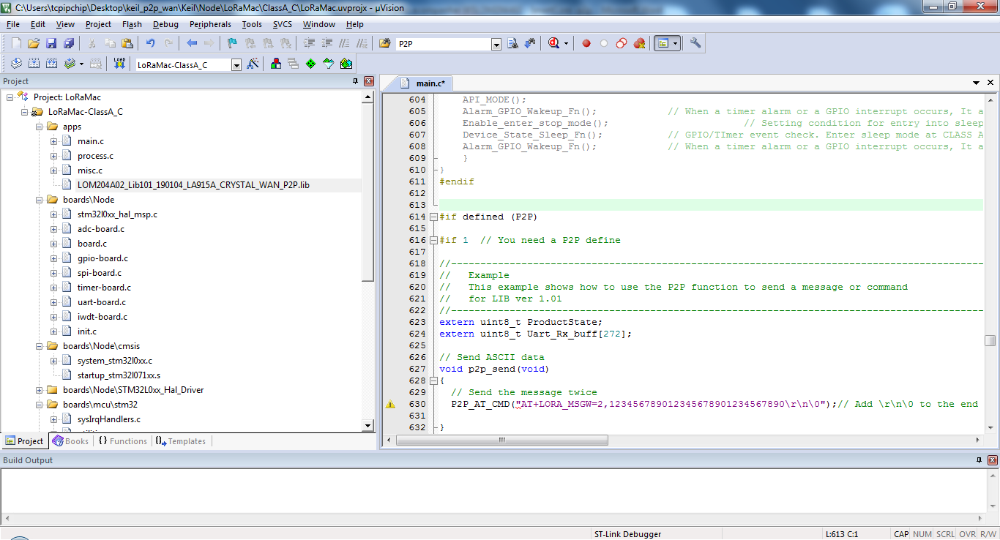 C:\Users\tcpipchip\Desktop\keil_p2p_wan\Keil\Node\LoRaMac\ClassA_C\LoRaMac.uvprojx - µVision
File Edit View Project Flash Debug Peripherals Tools SVCS Window Help
P2P
LOAD LoRaMac-ClassA_C
Project
Project: LoRaMac
LoRaMac-ClassA_C
apps
main.c
process.c
misc.c
LOM204A02_Lib101_190104_LA915A_CRYSTAL_WAN_P2P.lib
boards\Node
stm32l0xx_hal_msp.c
adc-board.c
board.c
gpio-board.c
spi-board.c
timer-board.c
uart-board.c
iwdt-board.c
init.c
boards\Node\cmsis
system_stm32l0xx.c
startup_stm32l071xx.s
boards\Node\STM32L0xx_Hal_Driver
boards\mcu\stm32
sysIrqHandlers.c
Project Books {} Functions Templates
main.c*
604 API_MODE();
605 Alarm_GPIO_Wakeup_Fn(); // When a timer alarm or a GPIO interrupt occurs, It a
606 Enable_enter_stop_mode(); // Setting condition for entry into sleep
607 Device_State_Sleep_Fn(); // GPIO/TImer event check. Enter sleep mode at CLASS A
608 Alarm_GPIO_Wakeup_Fn(); // When a timer alarm or a GPIO interrupt occurs, It a
609 }
610 }
611 #endif
612
613
614 #if defined (P2P)
615
616 #if 1 // You need a P2P define
617
618 //--------------------------------------------------------------------------------------------
619 // Example
620 // This example shows how to use the P2P function to send a message or command
621 // for LIB ver 1.01
622 //--------------------------------------------------------------------------------------------
623 extern uint8_t ProductState;
624 extern uint8_t Uart_Rx_buff[272];
625
626 // Send ASCII data
627 void p2p_send(void)
628 {
629 // Send the message twice
630 P2P_AT_CMD("AT+LORA_MSGW=2,123456789012345678901234567890\r\n\0");// Add \r\n\0 to the end
631
632 }
Build Output
ST-Link Debugger L:613 C:1 CAP NUM SCRL OVR R/W